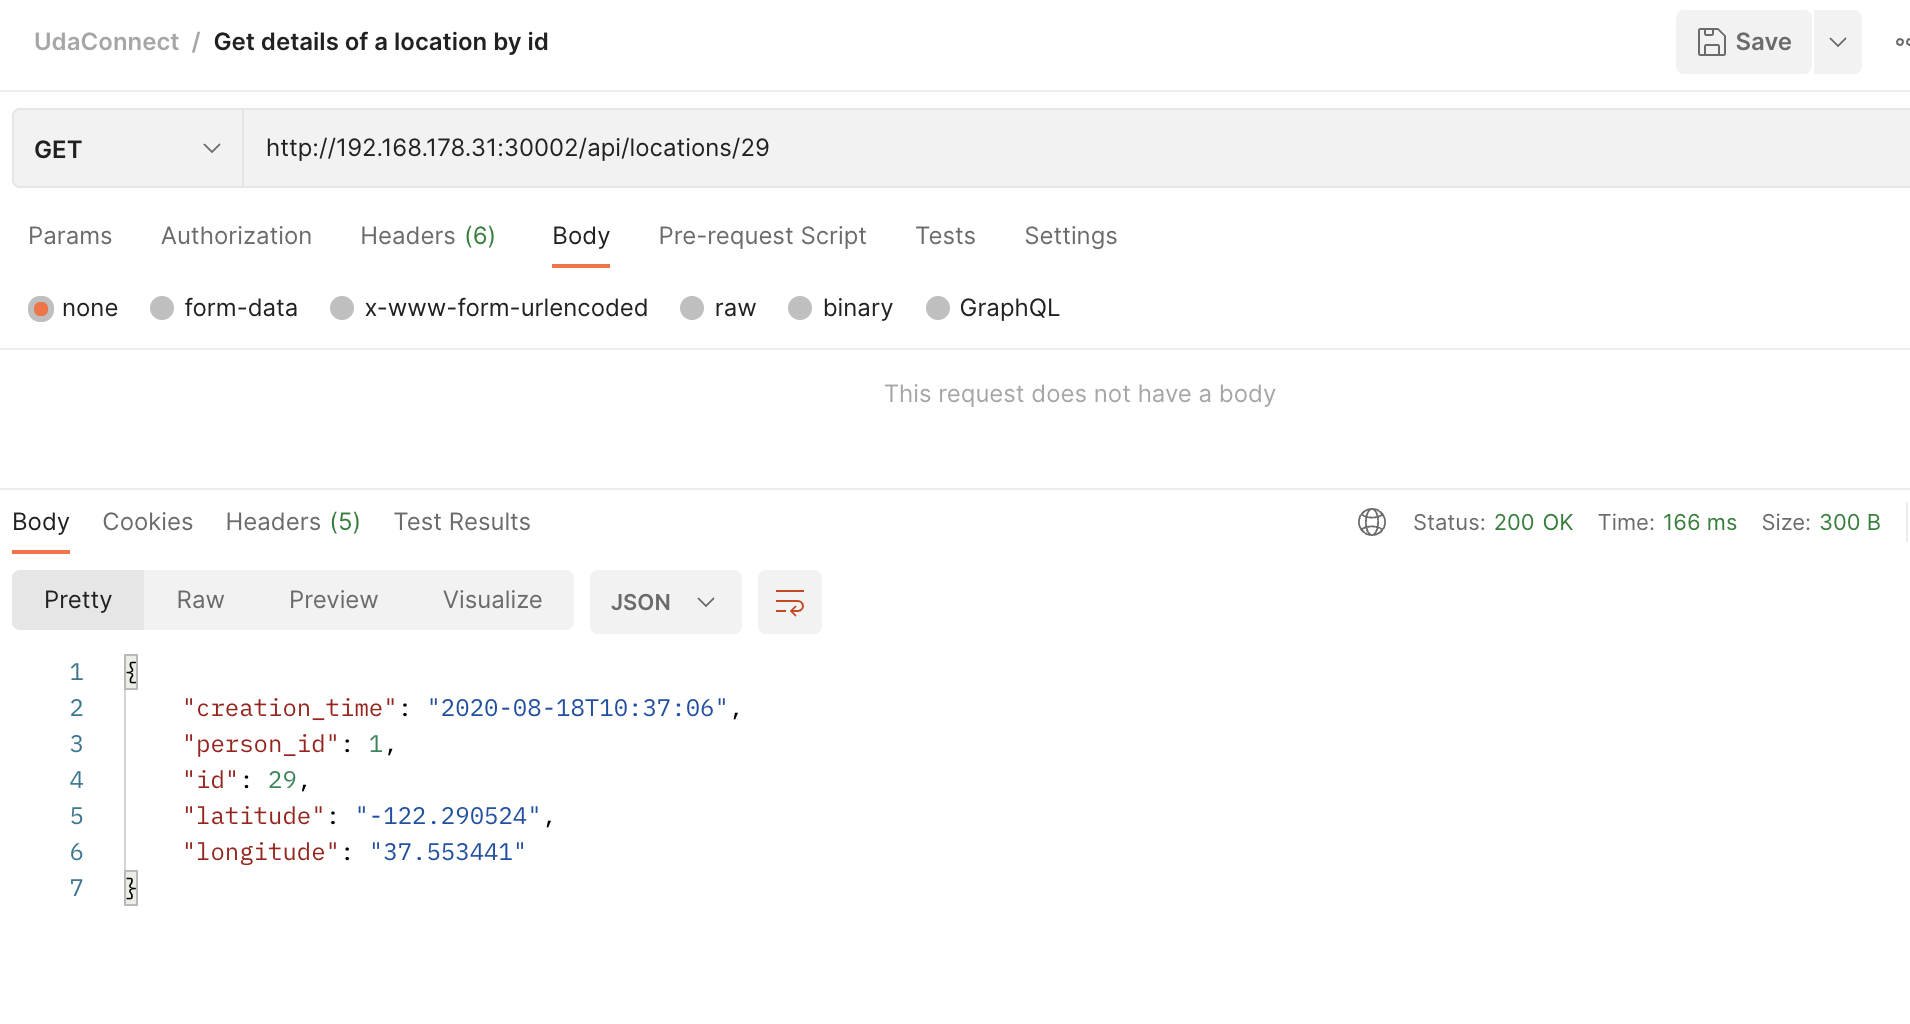 UdaConnect / Get details of a location by id
Save
GET http://192.168.178.31:30002/api/locations/29
Params Authorization Headers (6) Body Pre-request Script Tests Settings
none form-data x-www-form-urlencoded raw binary GraphQL
This request does not have a body
Body Cookies Headers (5) Test Results Status: 200 OK Time: 166 ms Size: 300 B
Pretty Raw Preview Visualize JSON
1 {
2 "creation_time": "2020-08-18T10:37:06",
3 "person_id": 1,
4 "id": 29,
5 "latitude": "-122.290524",
6 "longitude": "37.553441"
7 }